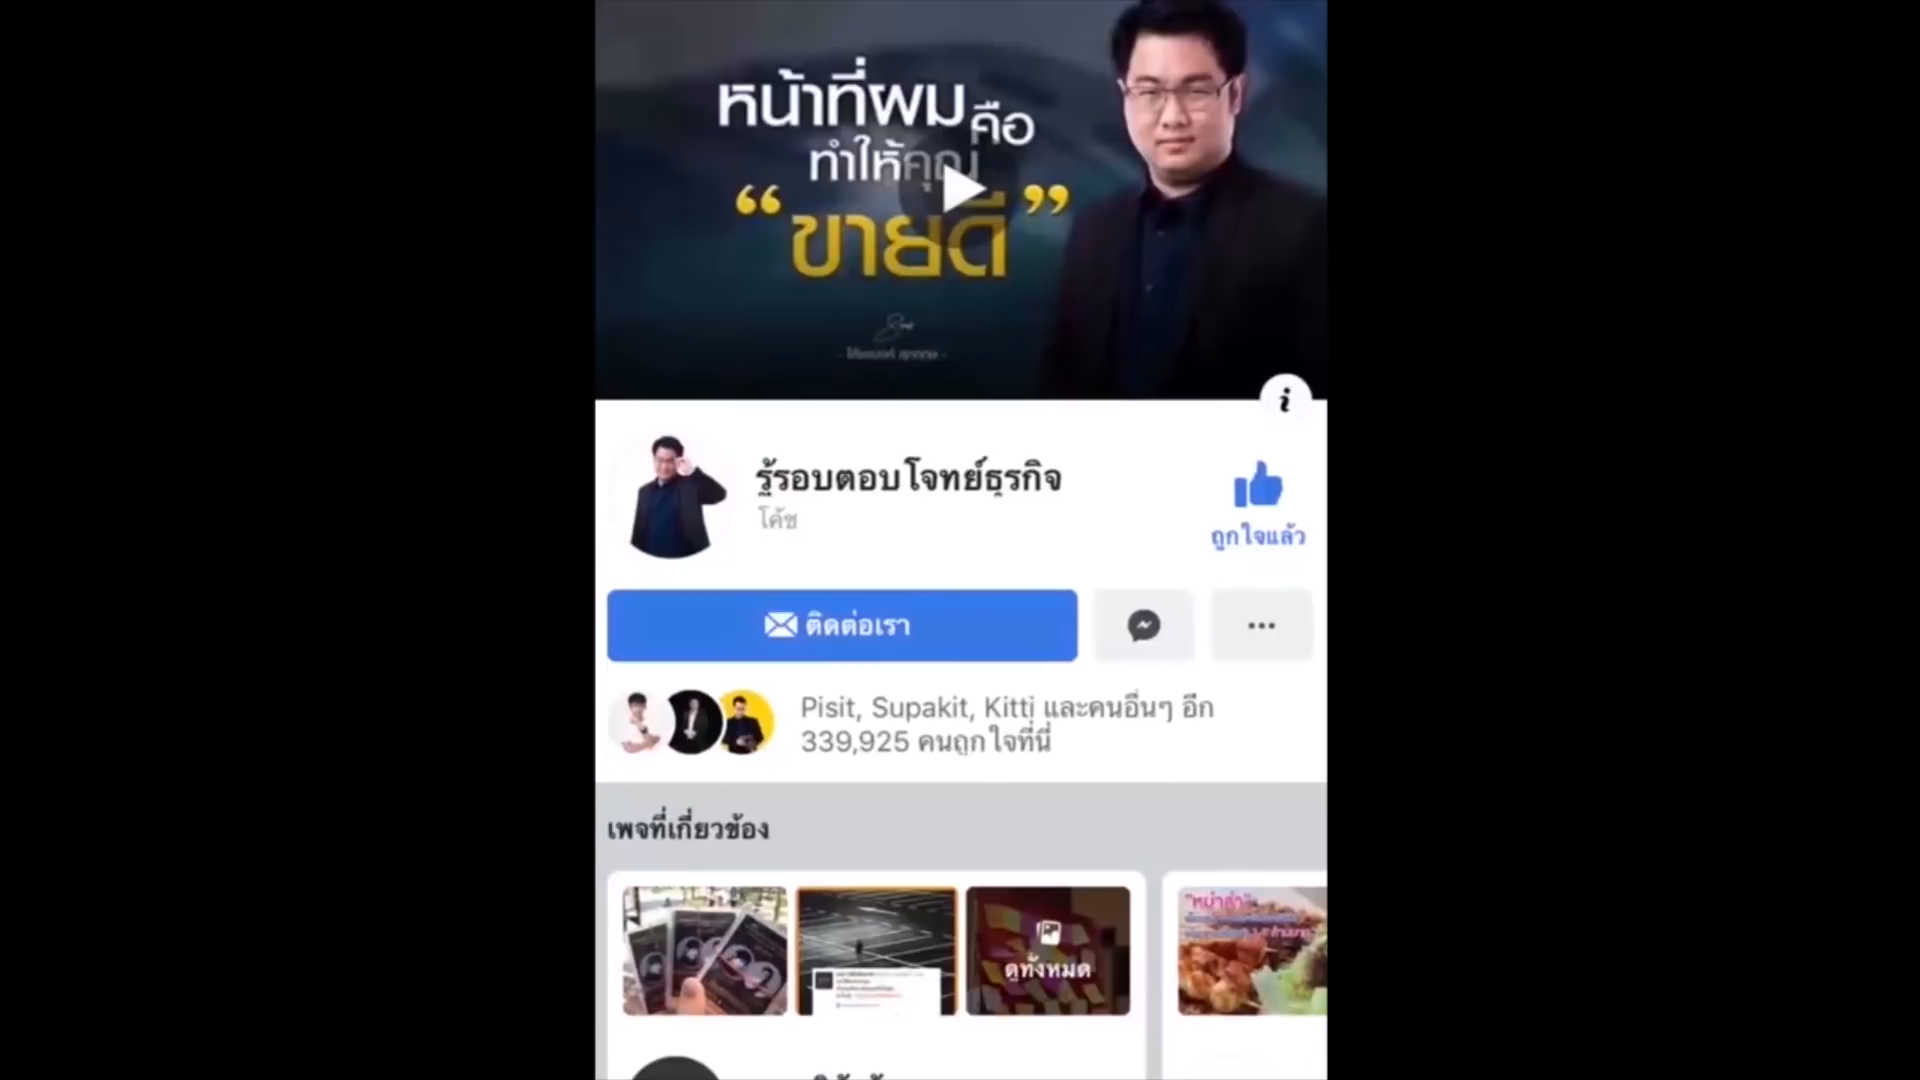 หน้าที่ผมคือ
ทำให้คุณ
“ขายดี”
i
รู้รอบตอบโจทย์ธุรกิจ
โค้ช
ถูกใจแล้ว
ติดต่อเรา
Pisit, Supakit, Kitti และคนอื่นๆ อีก
339,925 คนถูกใจที่นี่
เพจที่เกี่ยวข้อง
ดูทั้งหมด